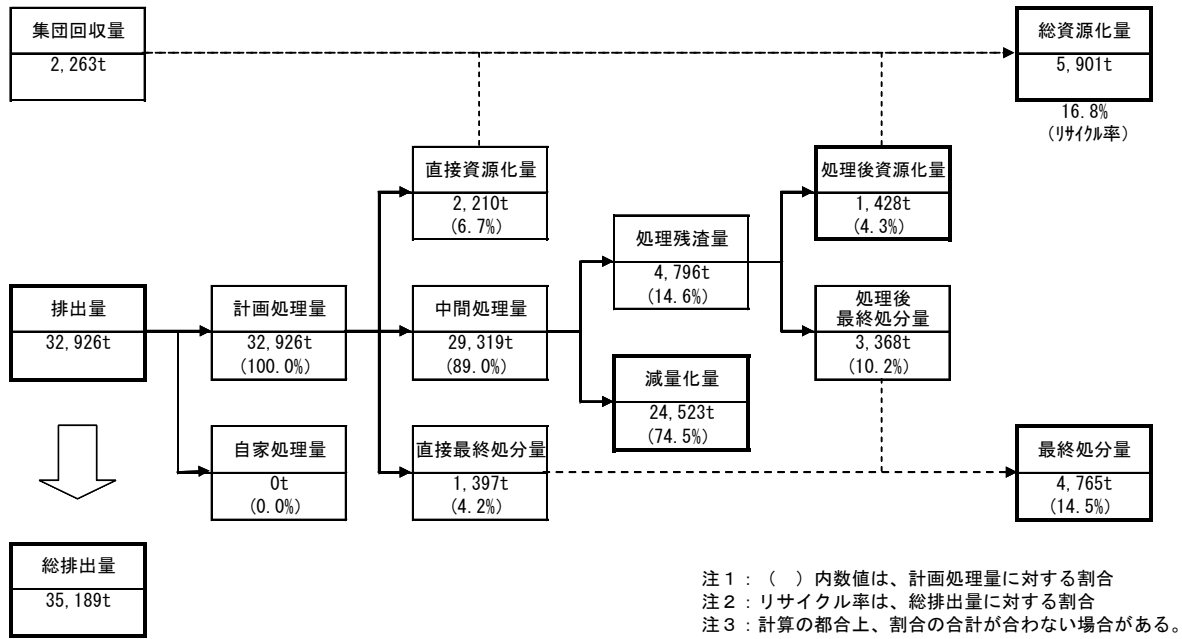 集団回収量
2,263t
総資源化量
5,901t
16.8%
(ﾘｻｲｸﾙ率)
直接資源化量
2,210t
(6.7%)
処理後資源化量
1,428t
(4.3%)
処理残渣量
4,796t
(14.6%)
排出量
32,926t
計画処理量
32,926t
(100.0%)
中間処理量
29,319t
(89.0%)
処理後
最終処分量
3,368t
(10.2%)
減量化量
24,523t
(74.5%)
自家処理量
0t
(0.0%)
直接最終処分量
1,397t
(4.2%)
最終処分量
4,765t
(14.5%)
総排出量
35,189t
注1:( )内数値は、計画処理量に対する割合
注2:リサイクル率は、総排出量に対する割合
注3:計算の都合上、割合の合計が合わない場合がある。